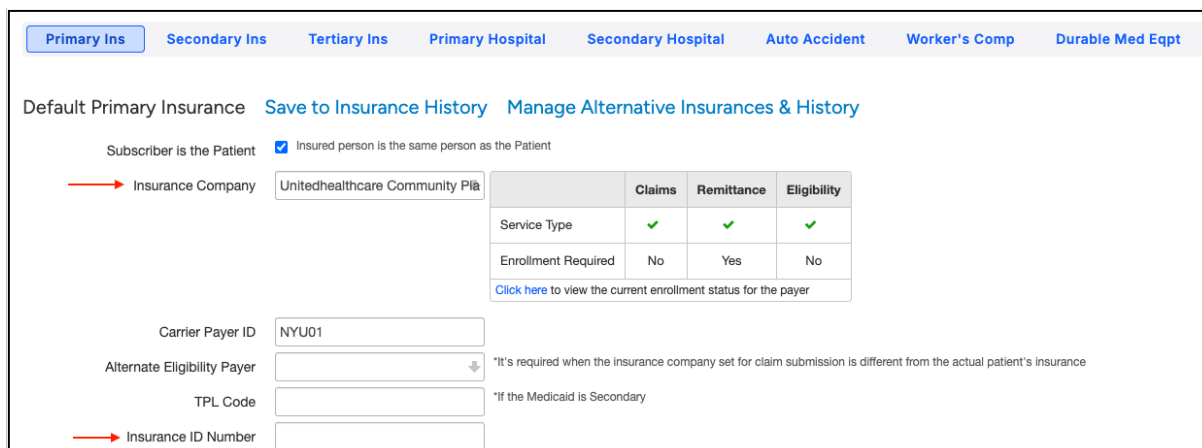 Primary Ins Secondary Ins Tertiary Ins Primary Hospital Secondary Hospital Auto Accident Worker's Comp Durable Med Eqpt
Default Primary Insurance Save to Insurance History Manage Alternative Insurances & History
Subscriber is the Patient Insured person is the same person as the Patient
Insurance Company Unitedhealthcare Community Pla
Claims Remittance Eligibility
Service Type
Enrollment Required No Yes No
Click here to view the current enrollment status for the payer
Carrier Payer ID NYU01
Alternate Eligibility Payer *It's required when the insurance company set for claim submission is different from the actual patient's insurance
TPL Code *If the Medicaid is Secondary
Insurance ID Number